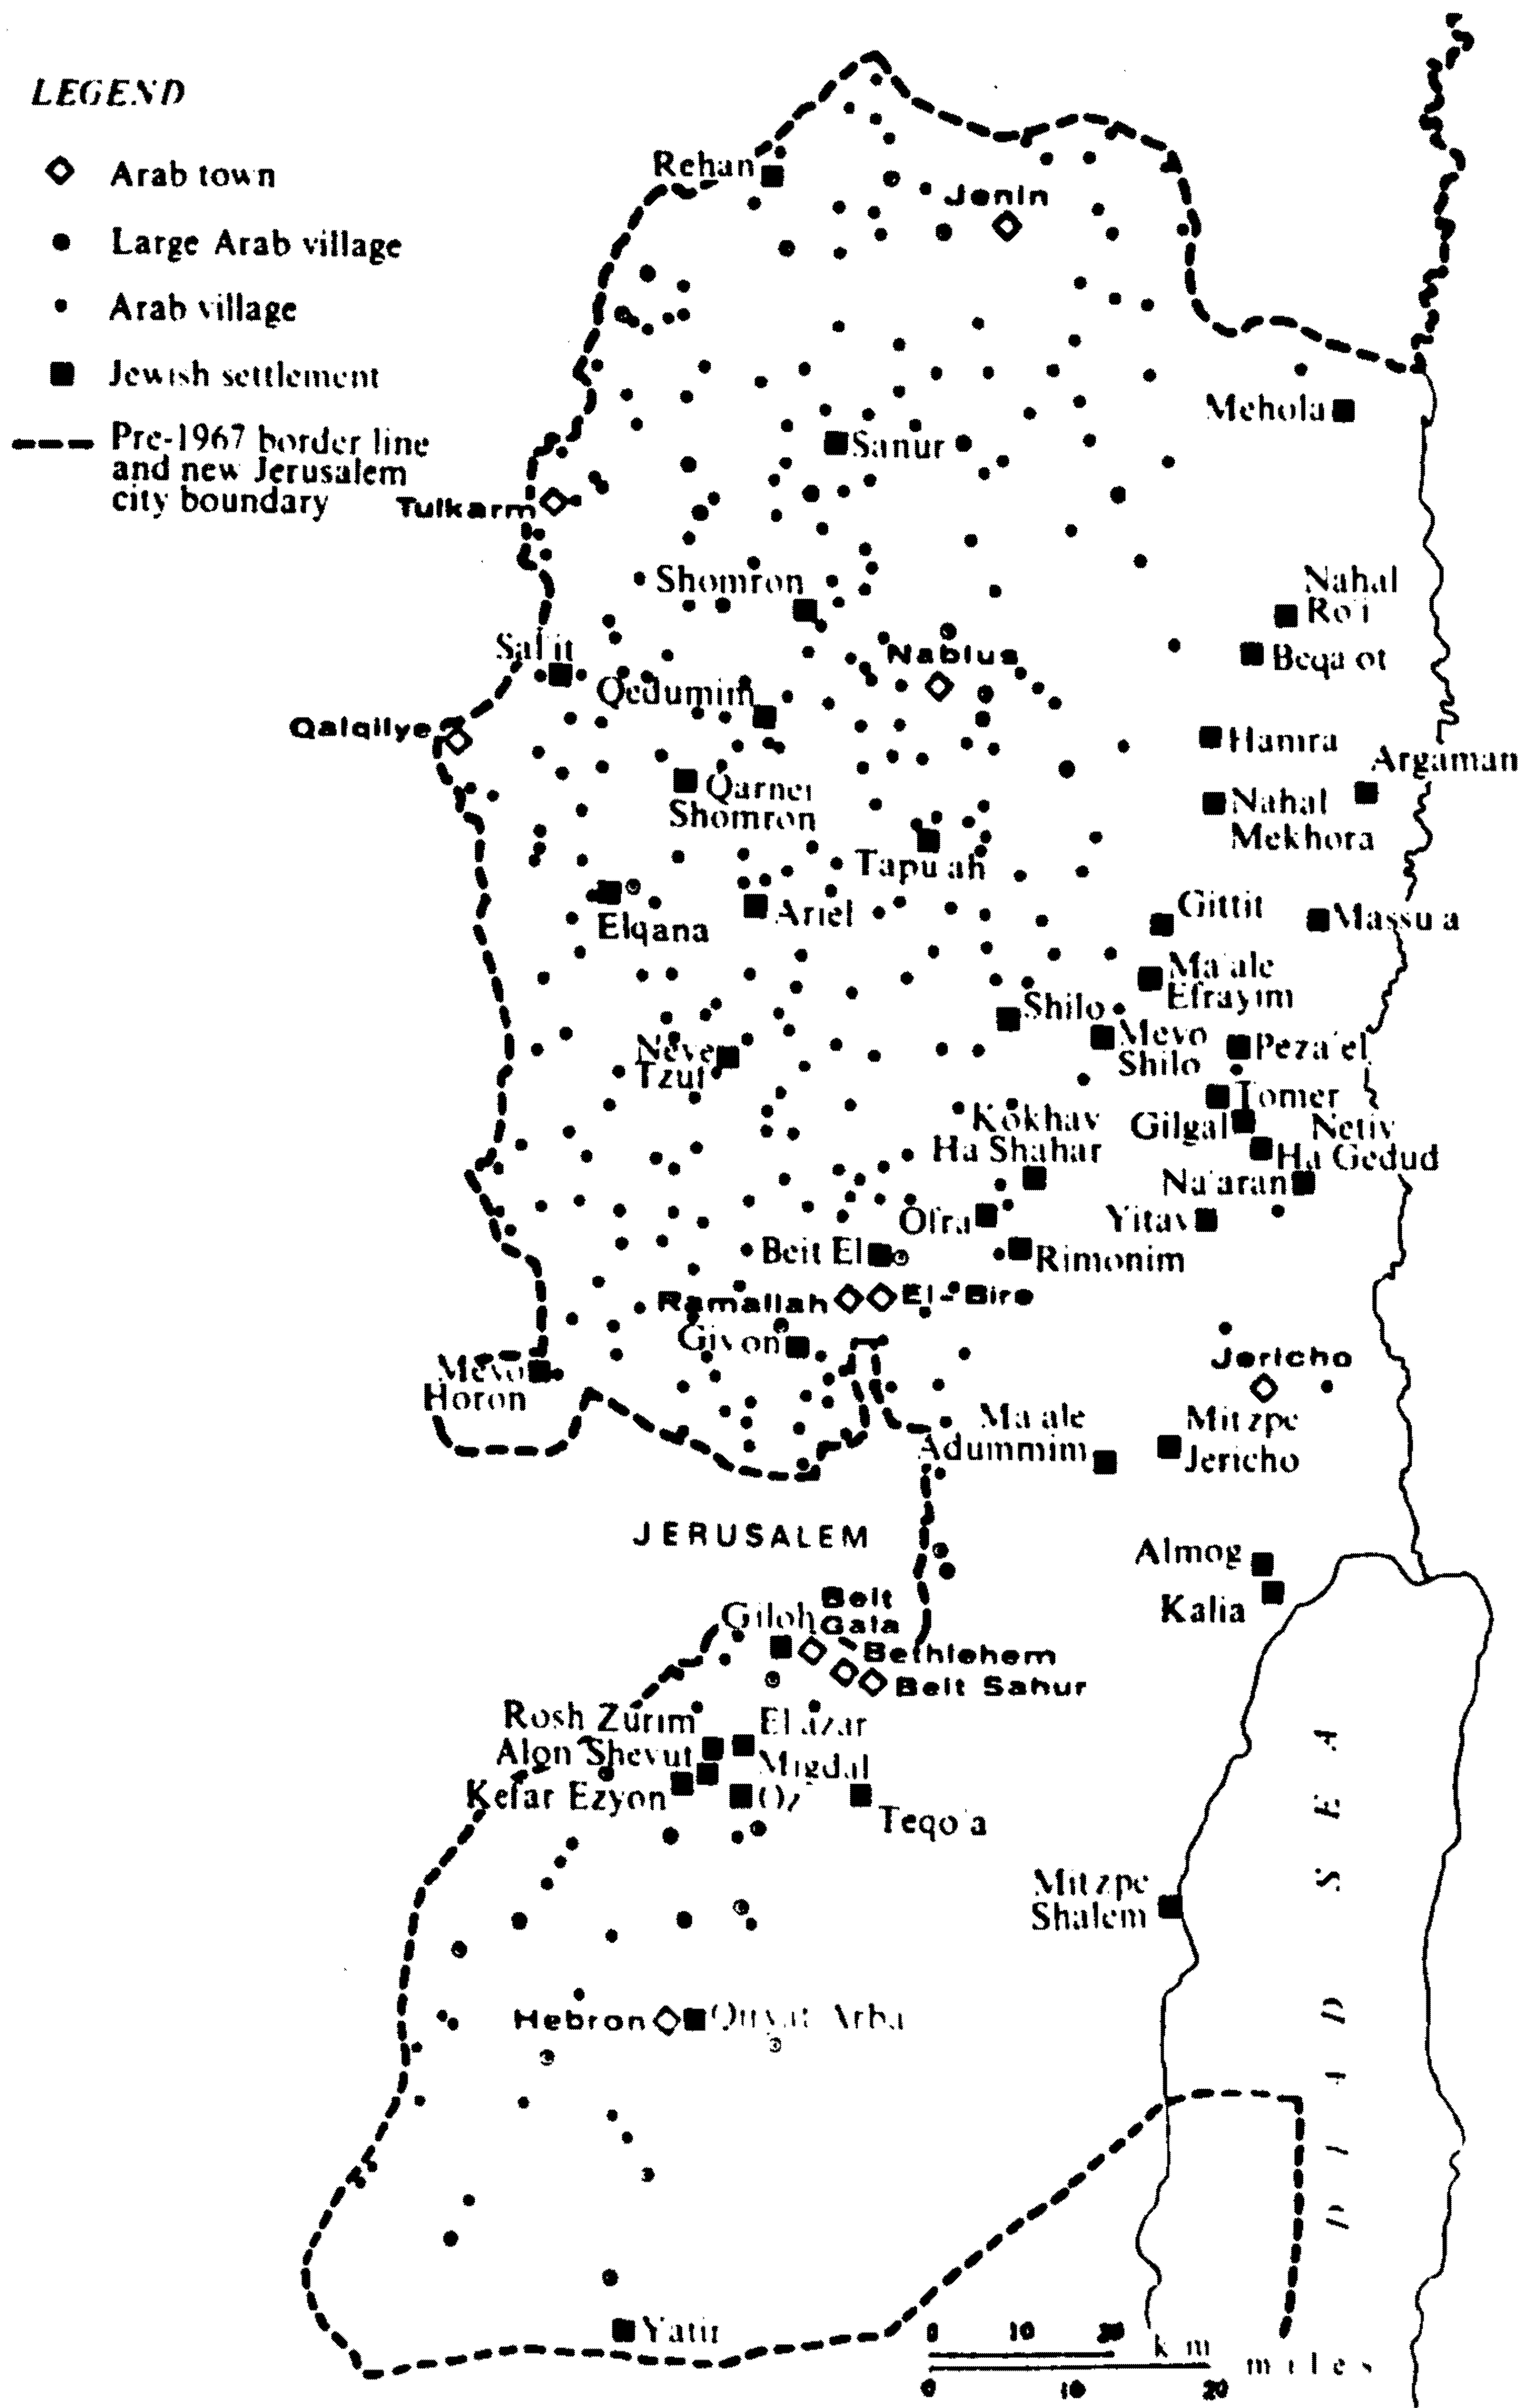 LEGEND
Arab town
Large Arab village
Arab village
Jewish settlement
Pre-1967 border line
and new Jerusalem
city boundary
Rehan
Jenin
Mehola
Sanur
Tulkarm
Shomron
Nahal
Ro'i
Sal'it
Nablus
Beqa'ot
Qedumim
Qalqilye
Hamra
Argaman
Qarnei
Shomron
Nahal
Mekhora
Tapu'ah
Elqana
Ariel
Gittit
Massu'a
Ma'ale
Efrayim
Shilo
Mevo
Shilo
Peza'el
Neve
Tzuf
Tomer
Kokhav
Ha Shahar
Gilgal
Netiv
Ha Gedud
Na'aran
Ofra
Yitav
Beit El
Rimonim
Ramallah
El-Bire
Givon
Mevo
Horon
Jericho
Ma'ale
Adummim
Mitzpe
Jericho
JERUSALEM
Almog
Kalia
Giloh
Beit
Gala
Bethlehem
Beit Sahur
Rosh Zurim
El'azar
Alon Shevut
Migdal
Oz
Kefar Ezyon
Teqo'a
Mitzpe
Shalem
DEAD SEA
Hebron
Qiryat Arba
Yatir
0 10 20
km
miles
0 10 20